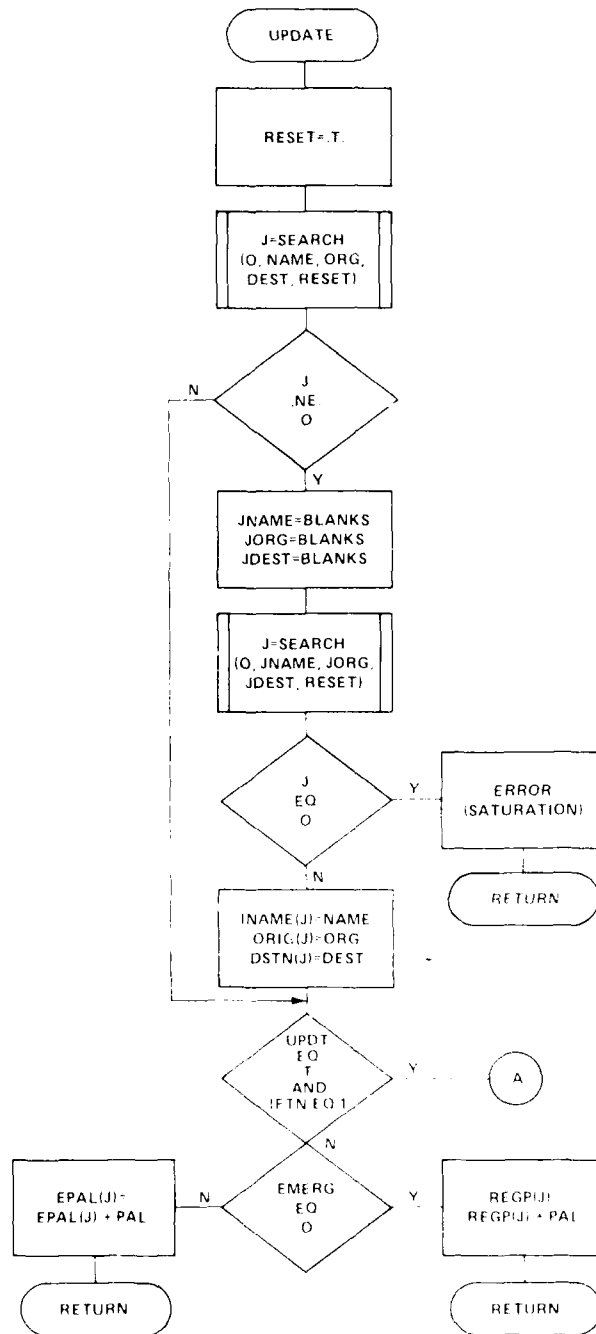 UPDATE
RESET=.T.
J=SEARCH
(O, NAME, ORG,
DEST, RESET)
J
.NE.
O
N
Y
JNAME=BLANKS
JORG=BLANKS
JDEST=BLANKS
J=SEARCH
(O, JNAME, JORG,
JDEST, RESET)
J
EQ
O
Y
ERROR
(SATURATION)
RETURN
N
INAME(J)=NAME
ORIG(J)=ORG
DSTN(J)=DEST
UPDT
EQ
T
AND
IFTN EQ 1
Y
A
N
EMERG
EQ
O
N
EPAL(J)=
EPAL(J) + PAL
RETURN
Y
REGP(J)
REGP(J) + PAL
RETURN